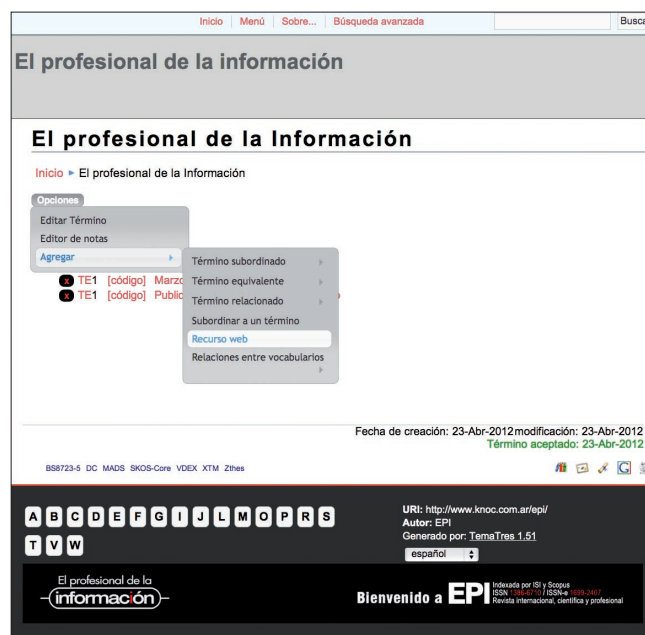 Inicio Menú Sobre... Búsqueda avanzada Busca
El profesional de la información
El profesional de la Información
Inicio ► El profesional de la Información
Opciones
Editar Término
Editor de notas
Agregar
Término subordinado
x TE1 [código] Marzo
Término equivalente
x TE1 [código] Public
Término relacionado
Subordinar a un término
Recurso web
Relaciones entre vocabularios
Fecha de creación: 23-Abr-2012 modificación: 23-Abr-2012
Término aceptado: 23-Abr-2012
BS8723-5 DC MADS SKOS-Core VDEX XTM Zthes
G
A B C D E F G I J L M O P R S
T V W
URI: http://www.knoc.com.ar/epi/
Autor: EPI
Generado por: TemaTres 1.51
español
El profesional de la
información
Bienvenido a EPI
Indexada por ISI y Scopus
ISSN 1386-6710 / ISSN-e 1699-2407
Revista internacional, científica y profesional